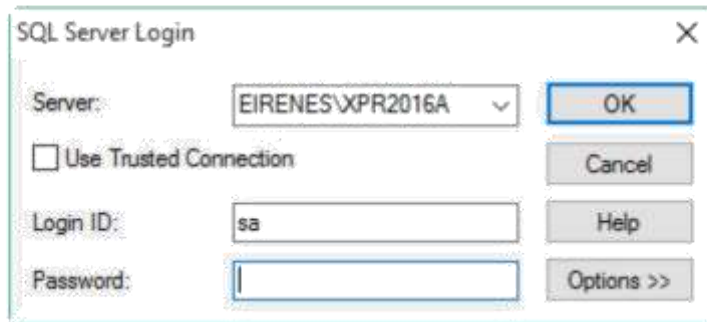 SQL Server Login
Server: EIRENES\XPR2016A OK
Use Trusted Connection Cancel
Login ID: sa Help
Password: Options >>